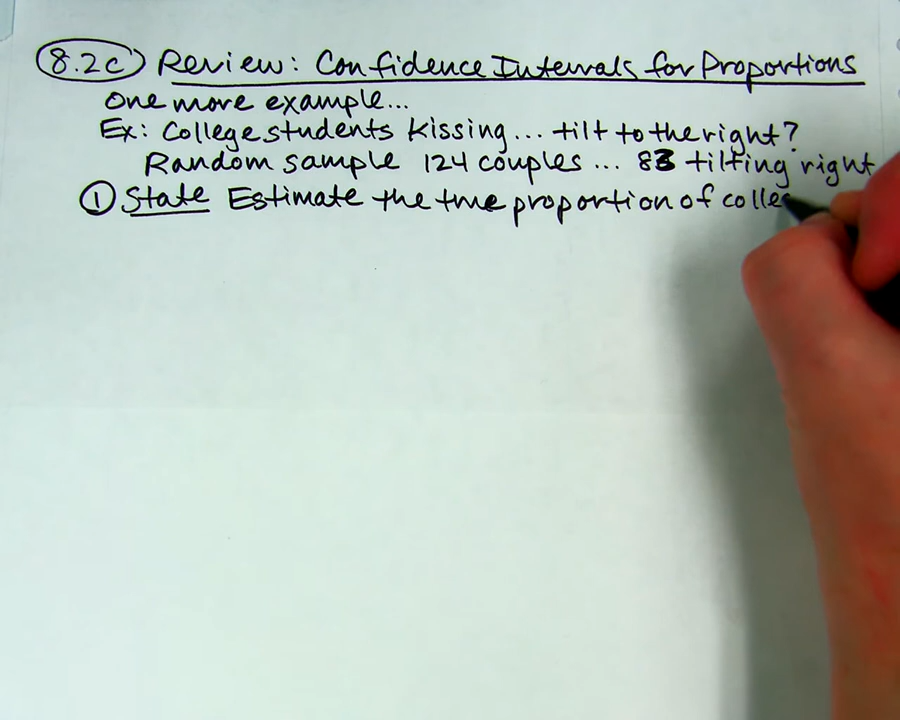 8.2c Review: Confidence Intervals for Proportions
One more example...
Ex: College students kissing... tilt to the right?
Random sample 124 couples... 83 tilting right
① State Estimate the true proportion of colle